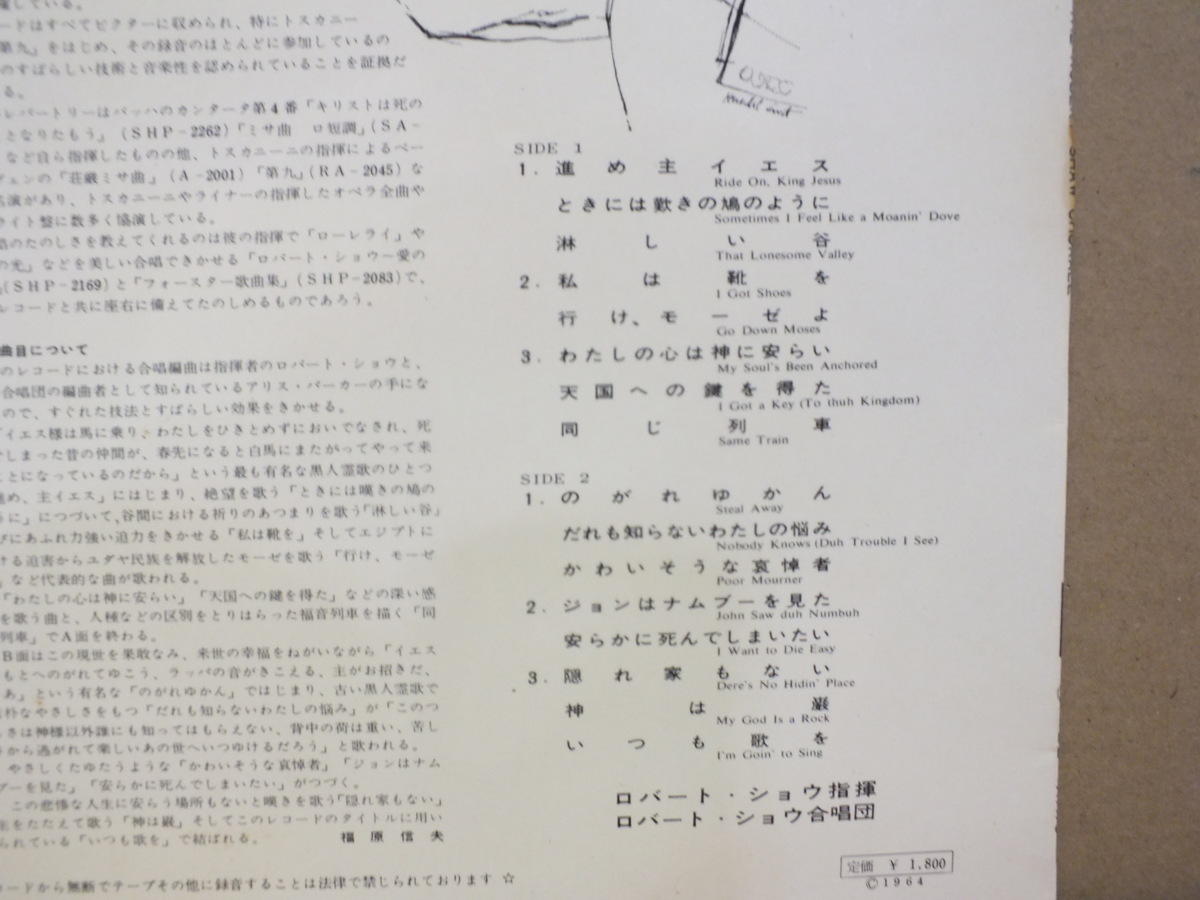 ードはすべてビクターに収められ、特にトスカニー
第九」をはじめ、その録音のほとんどに参加しているの
のすばらしい技術と音楽性を認められていることを証拠だ
る。
レパートリーはバッハのカンタータ第4番「キリストは死の
となりたもう」(SHP-2262)「ミサ曲 ロ短調」(SA-
など自ら指揮したものの他、トスカニーニの指揮によるベー
ヴェンの「荘厳ミサ曲」(A-2001)「第九」(RA-2045)な
名演があり、トスカニーニやライナーの指揮したオペラ全曲や
ライト盤に数多く協演している。
唱のたのしさを教えてくれるのは彼の指揮で「ローレライ」や
の光」などを美しい合唱できかせる「ロバート・ショウ〜愛の
(SHP-2169)と「フォースター歌曲集」(SHP-2083)で、
レコードと共に座右に備えてたのしめるものであろう。
曲目について
のレコードにおける合唱編曲は指揮者のロバート・ショウと、
合唱団の編曲者として知られているアリス・パーカーの手にな
ので、すぐれた技法とすばらしい効果をきかせる。
「イエス様は馬に乗り、わたしをひきとめずにおいでなされ、死
しまった昔の仲間が、春先になると白馬にまたがってやって来
ことになっているのだから」という最も有名な黒人霊歌のひとつ
進め、主イエス」にはじまり、絶望を歌う「ときには嘆きの鳩の
うに」につづいて、谷間における祈りのあつまりを歌う「淋しい谷」
びにあふれ力強い迫力をきかせる「私は靴を」そしてエジプトに
ける迫害からユダヤ民族を解放したモーゼを歌う「行け、モーゼ
」など代表的な曲が歌われる。
「わたしの心は神に安らい」「天国への鍵を得た」などの深い感
を歌う曲と、人種などの区別をとりはらった福音列車を描く「同
列車」でA面を終わる。
B面はこの現世を果敢なみ、来世の幸福をねがいながら「イエス
もとへのがれてゆこう、ラッパの音がきこえる、主がお招きだ、
あ」という有名な「のがれゆかん」ではじまり、古い黒人霊歌で
朴なやさしさをもつ「だれも知らないわたしの悩み」が「このつ
さは神様以外誰にも知ってはもらえない、背中の荷は重い、苦し
から逃がれて楽しいあの世へいつゆけるだろう」と歌われる。
やさしくたゆたうような「かわいそうな哀悼者」「ジョンはナム
ブーを見た」「安らかに死んでしまいたい」がつづく。
この悲惨な人生に安らう場所もないと嘆きを歌う「隠れ家もない」
をたたえて歌う「神は巌」そしてこのレコードのタイトルに用い
られている「いつも歌を」で結ばれる。 福原信夫
コードから無断でテープその他に録音することは法律で禁じられております ☆
SIDE 1
1. 進め主イエス
Ride On, King Jesus
ときには歎きの鳩のように
Sometimes I Feel Like a Moanin' Dove
淋しい谷
That Lonesome Valley
2. 私は靴を
I Got Shoes
行け、モーゼよ
Go Down Moses
3. わたしの心は神に安らい
My Soul's Been Anchored
天国への鍵を得た
I Got a Key (To thuh Kingdom)
同じ列車
Same Train
SIDE 2
1. のがれゆかん
Steal Away
だれも知らないわたしの悩み
Nobody Knows (Duh Trouble I See)
かわいそうな哀悼者
Poor Mourner
2. ジョンはナムブーを見た
John Saw duh Numbuh
安らかに死んでしまいたい
I Want to Die Easy
3. 隠れ家もない
Dere's No Hidin' Place
神は巌
My God Is a Rock
いつも歌を
I'm Goin' to Sing
ロバート・ショウ指揮
ロバート・ショウ合唱団
定価 ¥ 1,800
©1964